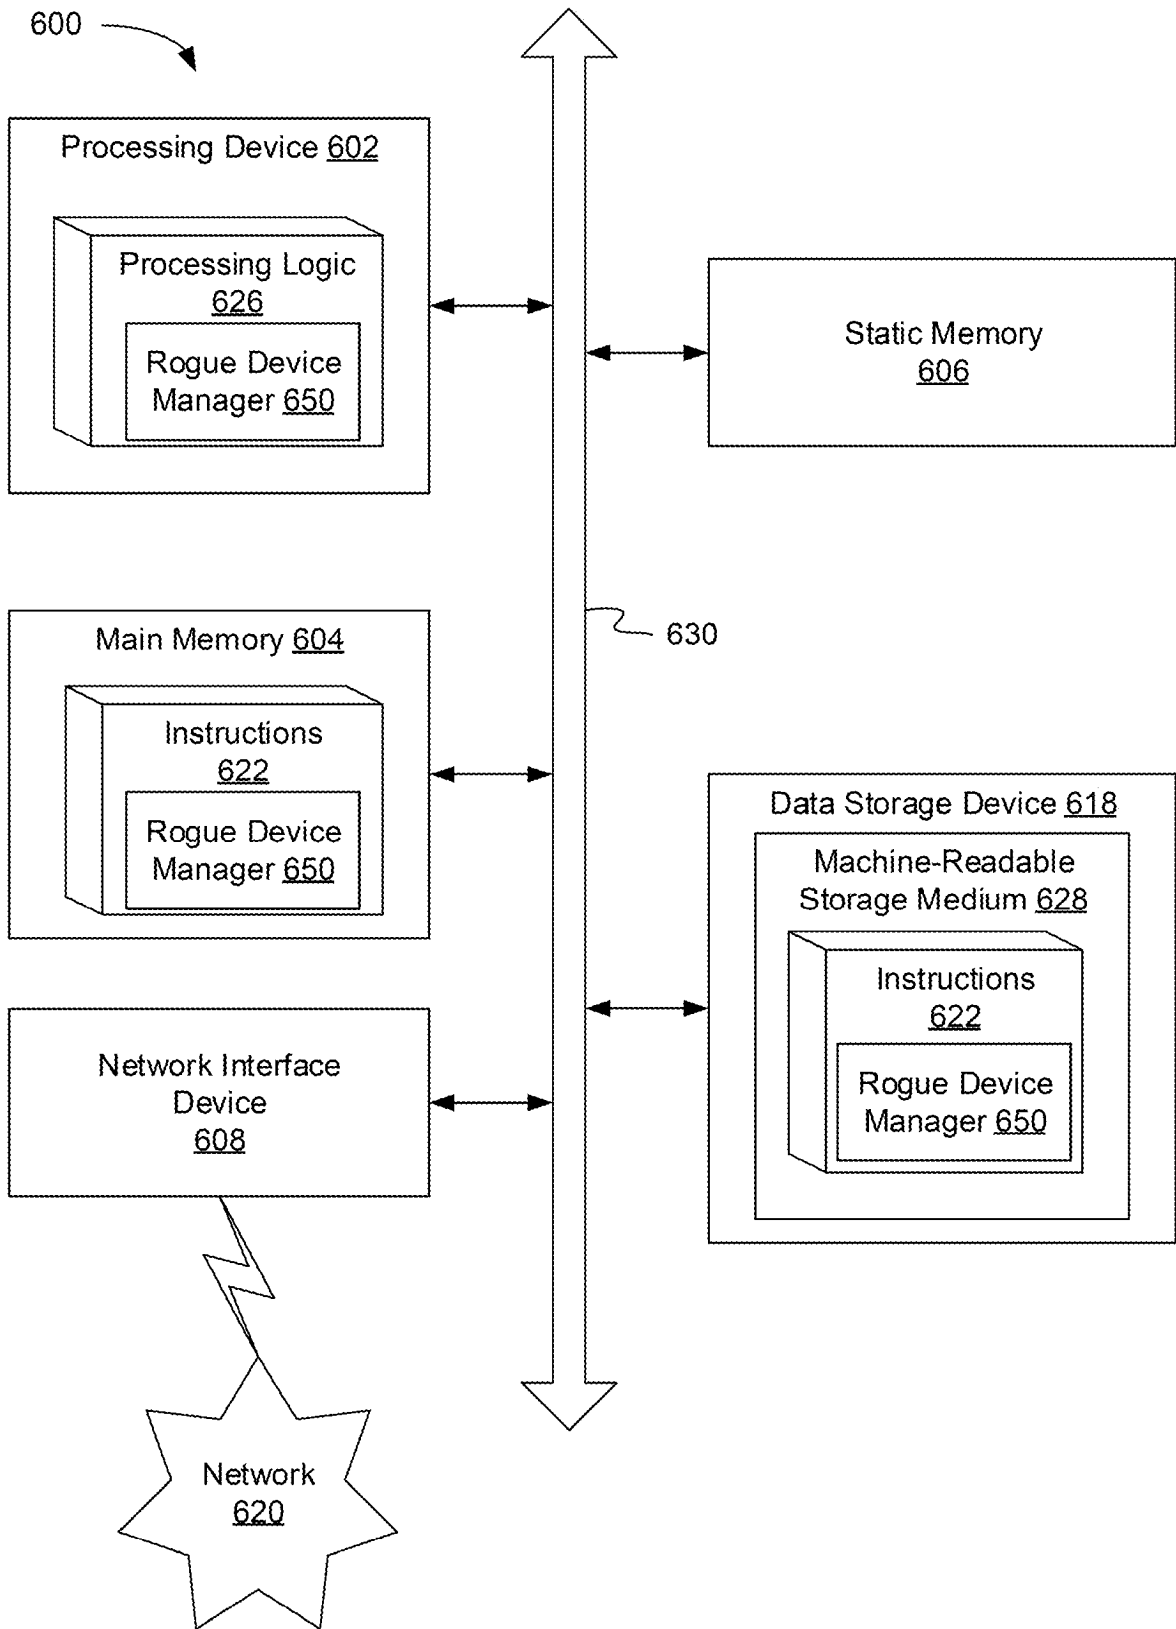 600
Processing Device 602
Processing Logic
626
Rogue Device
Manager 650
Static Memory
606
630
Main Memory 604
Instructions
622
Rogue Device
Manager 650
Data Storage Device 618
Machine-Readable
Storage Medium 628
Instructions
622
Rogue Device
Manager 650
Network Interface
Device
608
Network
620